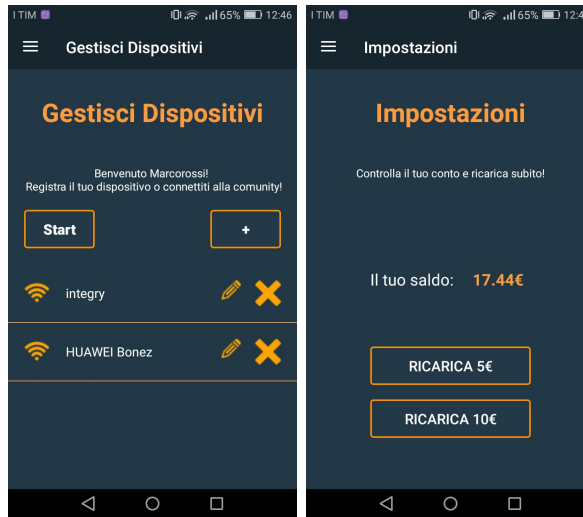 I TIM 65% 12:46
Gestisci Dispositivi
Gestisci Dispositivi
Benvenuto Marcorossi!
Registra il tuo dispositivo o connettiti alla comunity!
Start +
integry
HUAWEI Bonez
I TIM 65% 12:4
Impostazioni
Impostazioni
Controlla il tuo conto e ricarica subito!
Il tuo saldo: 17.44€
RICARICA 5€
RICARICA 10€